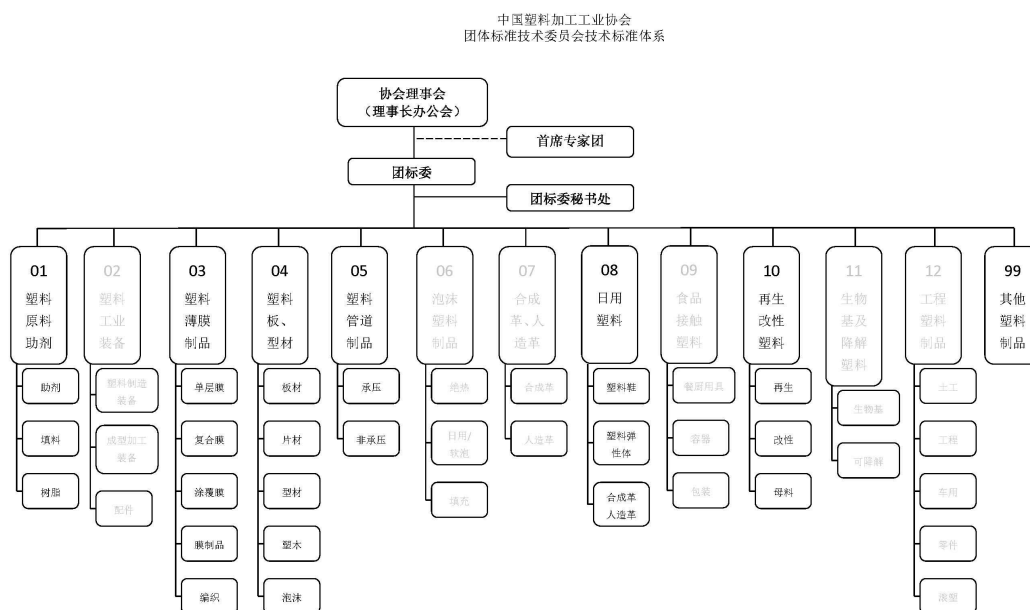 中国塑料加工工业协会
团体标准技术委员会技术标准体系
协会理事会
（理事长办公会）
首席专家团
团标委
团标委秘书处
01
塑料
原料
助剂
助剂
填料
树脂
02
塑料
工业
装备
塑料制造
装备
成型加工
装备
配件
03
塑料
薄膜
制品
单层膜
复合膜
涂覆膜
膜制品
编织
04
塑料
板、
型材
板材
片材
型材
塑木
泡沫
05
塑料
管道
制品
承压
非承压
06
泡沫
塑料
制品
绝热
日用/
软泡
填充
07
合成
革、人
造革
合成革
人造革
08
日用
塑料
塑料鞋
塑料弹
性体
合成革
人造革
09
食品
接触
塑料
餐厨用具
容器
包装
10
再生
改性
塑料
再生
改性
母料
11
生物
基及
降解
塑料
生物基
可降解
12
工程
塑料
制品
土工
工程
车用
零件
滚塑
99
其他
塑料
制品